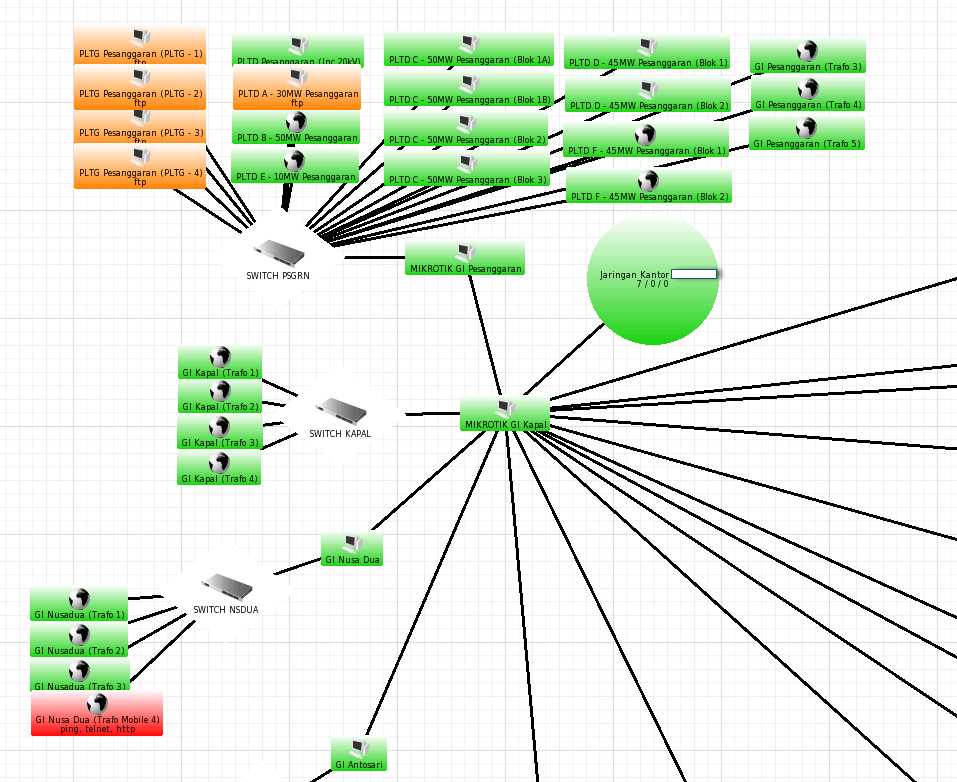 PLTG Pesanggaran (PLTG - 1)
ftp
PLTG Pesanggaran (PLTG - 2)
ftp
PLTG Pesanggaran (PLTG - 3)
ftp
PLTG Pesanggaran (PLTG - 4)
ftp
PLTD Pesanggaran (Inc 20kV)
PLTD A - 30MW Pesanggaran
ftp
PLTD B - 50MW Pesanggaran
PLTD E - 10MW Pesanggaran
PLTD C - 50MW Pesanggaran (Blok 1A)
PLTD C - 50MW Pesanggaran (Blok 1B)
PLTD C - 50MW Pesanggaran (Blok 2)
PLTD C - 50MW Pesanggaran (Blok 3)
PLTD D - 45MW Pesanggaran (Blok 1)
PLTD D - 45MW Pesanggaran (Blok 2)
PLTD F - 45MW Pesanggaran (Blok 1)
PLTD F - 45MW Pesanggaran (Blok 2)
GI Pesanggaran (Trafo 3)
GI Pesanggaran (Trafo 4)
GI Pesanggaran (Trafo 5)
SWITCH PSGRN
MIKROTIK GI Pesanggaran
Jaringan Kantor
7 / 0 / 0
GI Kapal (Trafo 1)
GI Kapal (Trafo 2)
GI Kapal (Trafo 3)
GI Kapal (Trafo 4)
SWITCH KAPAL
MIKROTIK GI Kapal
GI Nusa Dua
SWITCH NSDUA
GI Nusadua (Trafo 1)
GI Nusadua (Trafo 2)
GI Nusadua (Trafo 3)
GI Nusa Dua (Trafo Mobile 4)
ping, telnet, http
GI Antosari